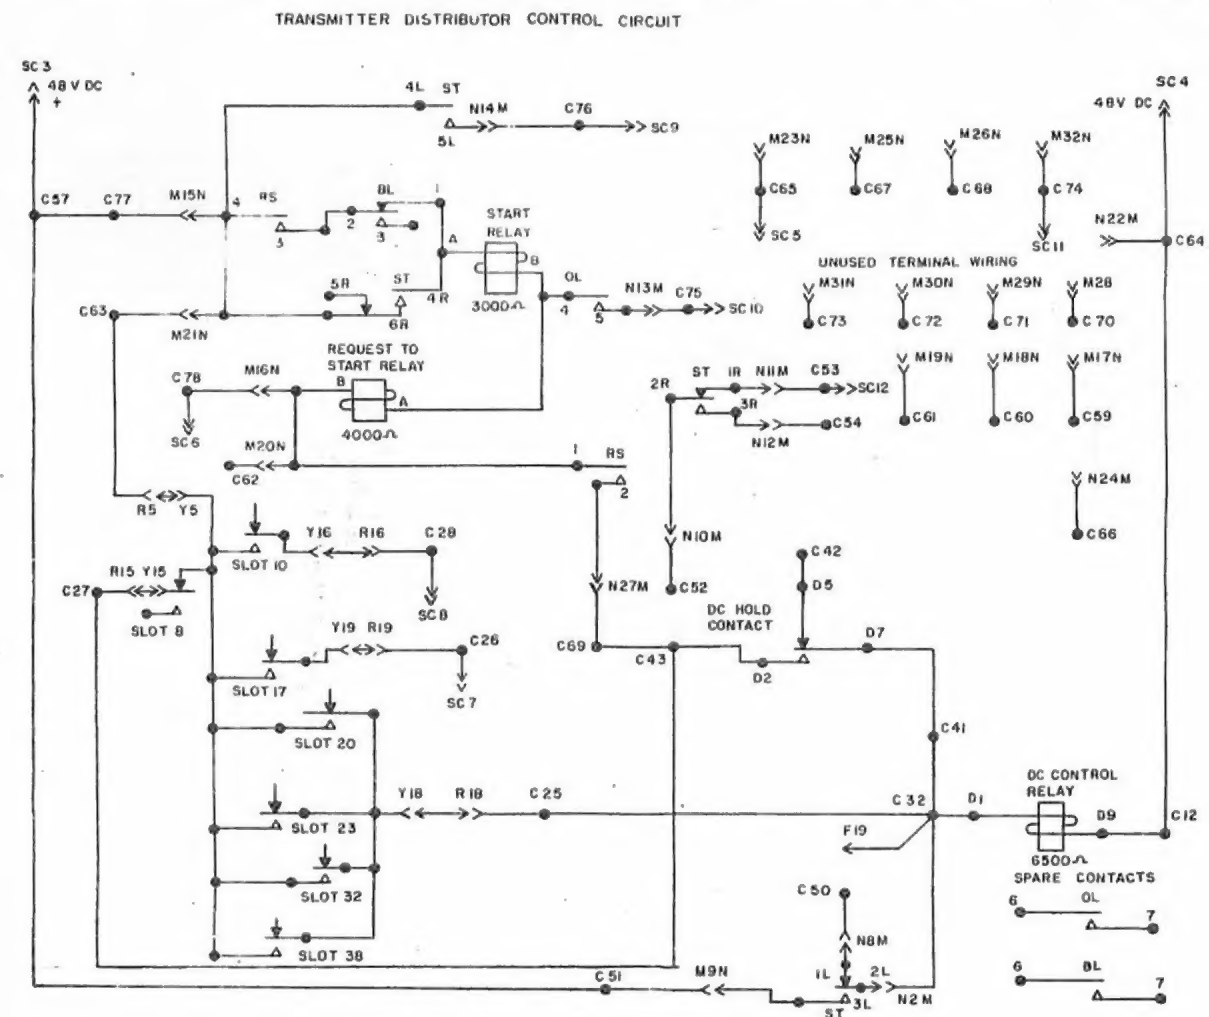 TRANSMITTER DISTRIBUTOR CONTROL CIRCUIT
SC3
48V DC
+
4L ST
N14M C76
SC9
5L
SC4
48V DC
M23N M25N M26N M32N
C65 C67 C68 C74
SC5 SC11
N22M
C64
C57 C77 M15N 4 RS
3 2 BL 3 1
START
RELAY
A B
3000Ω
ST
5R 4R
6R
OL
4 5
N13M C75
SC10
UNUSED TERMINAL WIRING
M31N M30N M29N M28
C73 C72 C71 C70
C63
M21N
REQUEST TO
START RELAY
C78 M16N B A
4000Ω
SC6
M19N M18N M17N
C61 C60 C59
ST 1R N11M C53
2R SC12
3R
C54
N12M
M20N
C62
1 RS
2
N24M
C66
R5 Y5
Y16 R16 C28
SLOT 10
SC8
R15 Y15
C27
SLOT 8
N10M
C52
N27M
C42
D5
DC HOLD
CONTACT
D7
C69 C43 D2
Y19 R19 C26
SLOT 17
SC7
SLOT 20
C41
DC CONTROL
RELAY
Y18 R18 C25
C32 D1 D9 C12
SLOT 23
F19
6500Ω
SLOT 32
C50
SPARE CONTACTS
6 OL 7
SLOT 38
N8M
C51 M9N
1L 2L
N2M
3L
ST
6 BL 7